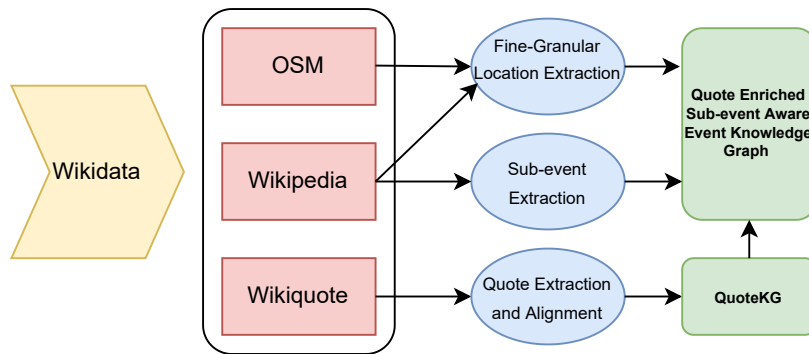 Wikidata
OSM
Wikipedia
Wikiquote
Fine-Granular
Location Extraction
Sub-event
Extraction
Quote Extraction
and Alignment
Quote Enriched
Sub-event Aware
Event Knowledge
Graph
QuoteKG